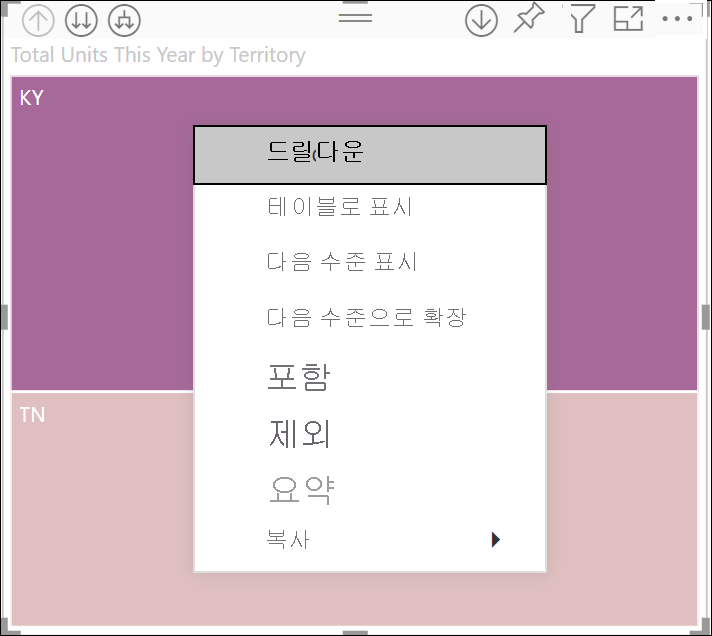 Total Units This Year by Territory
KY
드릴다운
테이블로 표시
다음 수준 표시
다음 수준으로 확장
포함
제외
요약
복사
TN